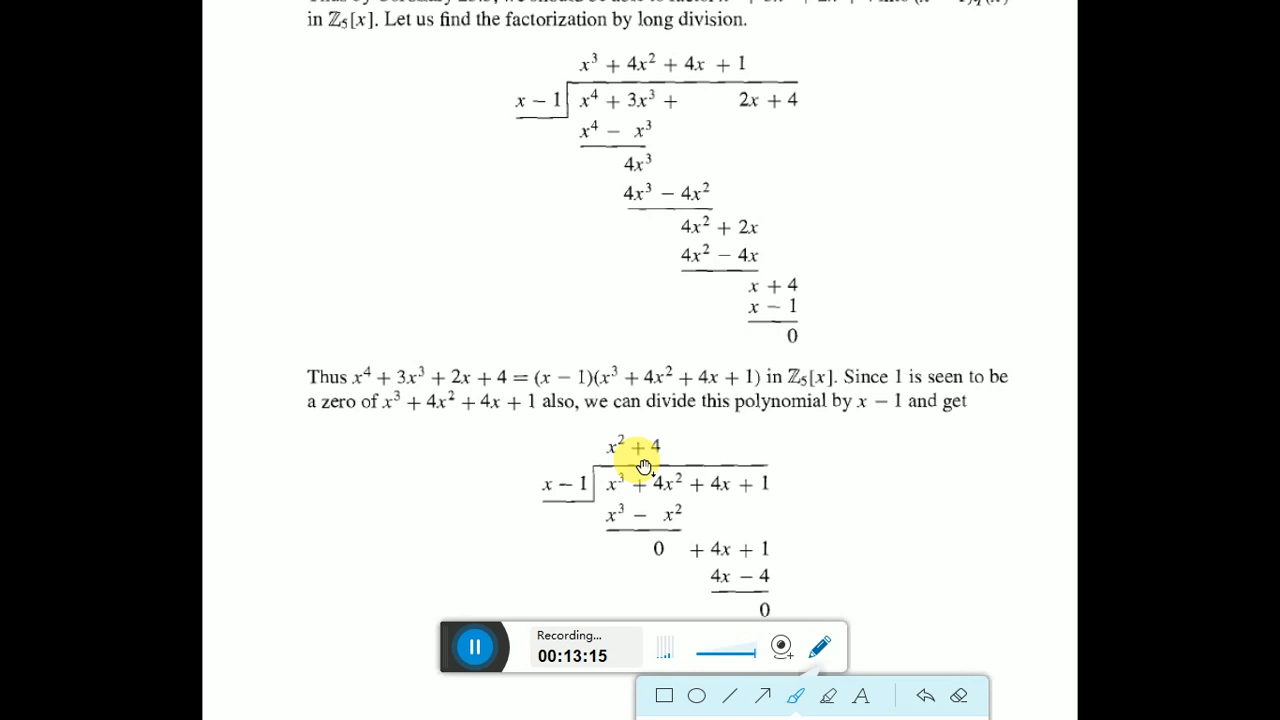 in ℤ₅[x]. Let us find the factorization by long division.
x³ + 4x² + 4x + 1
x − 1 x⁴ + 3x³ + 2x + 4
x⁴ − x³
4x³
4x³ − 4x²
4x² + 2x
4x² − 4x
x + 4
x − 1
0
Thus x⁴ + 3x³ + 2x + 4 = (x − 1)(x³ + 4x² + 4x + 1) in ℤ₅[x]. Since 1 is seen to be
a zero of x³ + 4x² + 4x + 1 also, we can divide this polynomial by x − 1 and get
x² + 4
x − 1 x³ + 4x² + 4x + 1
x³ − x²
0 + 4x + 1
4x − 4
0
Recording...
00:13:15
A